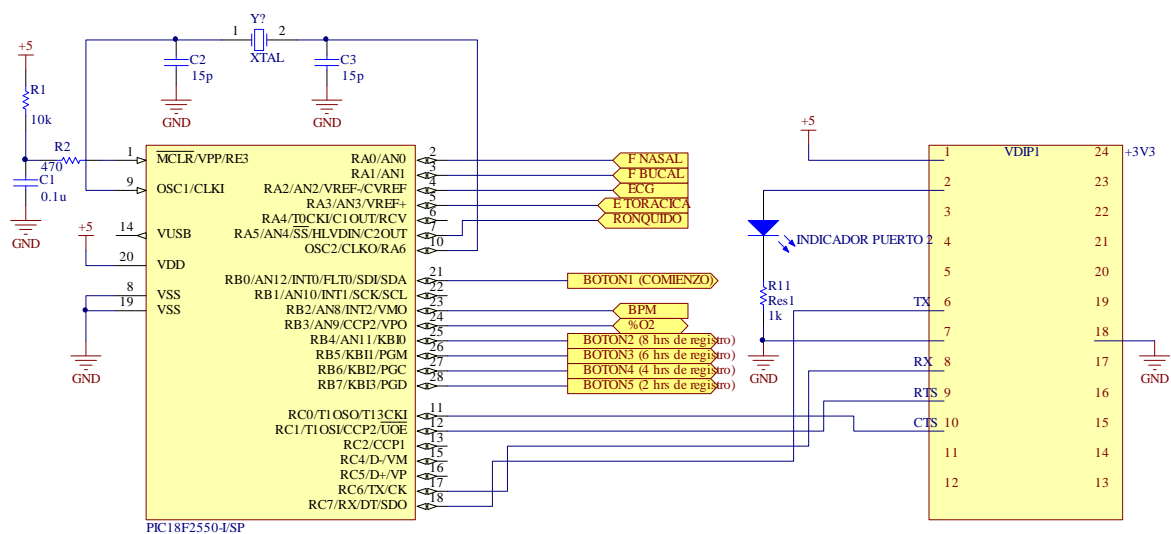 Y?
1
2
XTAL
C2
15p
C3
15p
GND
GND
+5
R1
10k
R2
470
C1
0.1u
GND
+5
GND
1
MCLR/VPP/RE3
9
OSC1/CLKI
14
VUSB
20
VDD
8
VSS
19
VSS
RA0/AN0
2
F NASAL
RA1/AN1
3
F BUCAL
RA2/AN2/VREF-/CVREF
4
ECG
RA3/AN3/VREF+
5
E TORACICA
RA4/T0CKI/C1OUT/RCV
6
RONQUIDO
RA5/AN4/SS/HLVDIN/C2OUT
7
OSC2/CLKO/RA6
10
RB0/AN12/INT0/FLT0/SDI/SDA
21
BOTON1 (COMIENZO)
RB1/AN10/INT1/SCK/SCL
22
RB2/AN8/INT2/VMO
23
BPM
RB3/AN9/CCP2/VPO
24
%O2
RB4/AN11/KBI0
25
BOTON2 (8 hrs de registro)
RB5/KBI1/PGM
26
BOTON3 (6 hrs de registro)
RB6/KBI2/PGC
27
BOTON4 (4 hrs de registro)
RB7/KBI3/PGD
28
BOTON5 (2 hrs de registro)
RC0/T1OSO/T13CKI
11
RC1/T1OSI/CCP2/UOE
12
RC2/CCP1
13
RC4/D-/VM
15
RC5/D+/VP
16
RC6/TX/CK
17
RC7/RX/DT/SDO
18
PIC18F2550-I/SP
+5
INDICADOR PUERTO 2
R11
Res1
1k
GND
VDIP1
1
24
+3V3
2
23
3
22
4
21
5
20
TX
6
19
7
18
RX
8
17
RTS
9
16
CTS
10
15
11
14
12
13
GND